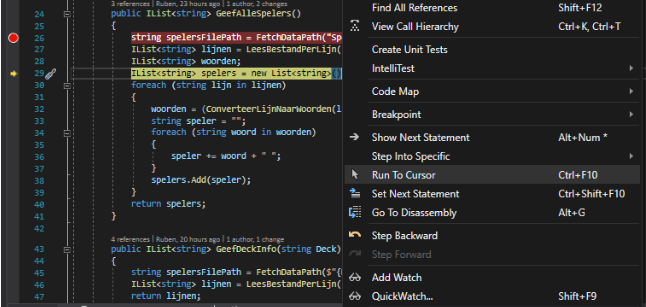 3 references | Ruben, 23 hours ago | 1 author, 2 changes
24 public IList<string> GeefAlleSpelers()
25 {
26 string spelersFilePath = FetchDataPath("Sp
27 IList<string> lijnen = LeesBestandPerLijn(
28 IList<string> woorden;
29 IList<string> spelers = new List<string>()
30 foreach (string lijn in lijnen)
31 {
32 woorden = (ConverteerLijnNaarWoorden(l
33 string speler = "";
34 foreach (string woord in woorden)
35 {
36 speler += woord + " ";
37 }
38 spelers.Add(speler);
39 }
40 return spelers;
41 }
42
4 references | Ruben, 20 hours ago | 1 author, 1 change
43 public IList<string> GeefDeckInfo(string Deck)
44 {
45 string spelersFilePath = FetchDataPath($"{
46 IList<string> lijnen = LeesBestandPerLijn(
47 return lijnen;
Find All References Shift+F12
View Call Hierarchy Ctrl+K, Ctrl+T
Create Unit Tests
IntelliTest
Code Map
Breakpoint
Show Next Statement Alt+Num *
Step Into Specific
Run To Cursor Ctrl+F10
Set Next Statement Ctrl+Shift+F10
Go To Disassembly Alt+G
Step Backward
Step Forward
Add Watch
QuickWatch... Shift+F9